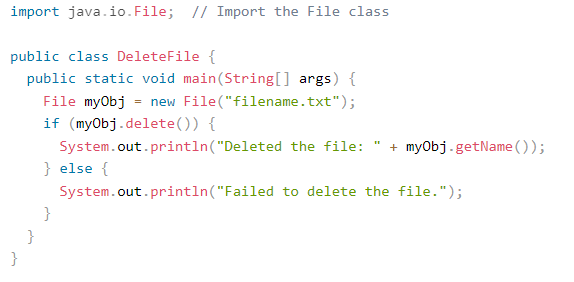 import java.io.File;  // Import the File class

public class DeleteFile {
  public static void main(String[] args) {
    File myObj = new File("filename.txt");
    if (myObj.delete()) {
      System.out.println("Deleted the file: " + myObj.getName());
    } else {
      System.out.println("Failed to delete the file.");
    }
  }
}